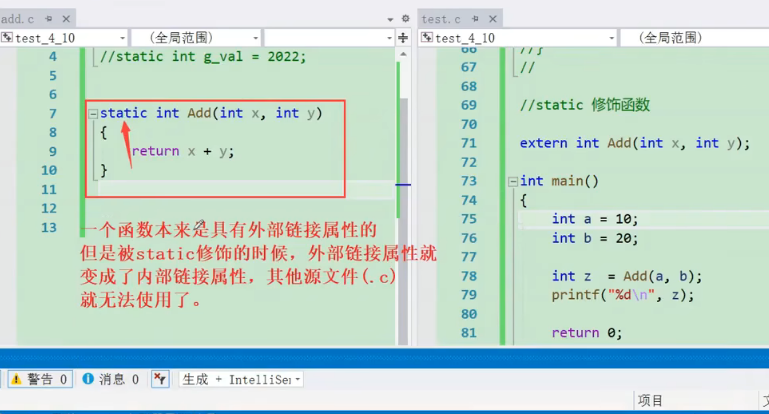 add.c
test_4_10
(全局范围)
4 //static int g_val = 2022;
5
6
7 static int Add(int x, int y)
8 {
9 return x + y;
10 }
11
12
13
一个函数本来是具有外部链接属性的
但是被static修饰的时候，外部链接属性就
变成了内部链接属性，其他源文件(.c)
就无法使用了。
test.c
test_4_10
(全局范围)
66 //}
67 //
68
69 //static 修饰函数
70
71 extern int Add(int x, int y);
72
73 int main()
74 {
75 int a = 10;
76 int b = 20;
77
78 int z = Add(a, b);
79 printf("%d\n", z);
80
81 return 0;
警告 0
消息 0
生成 + IntelliSe
项目